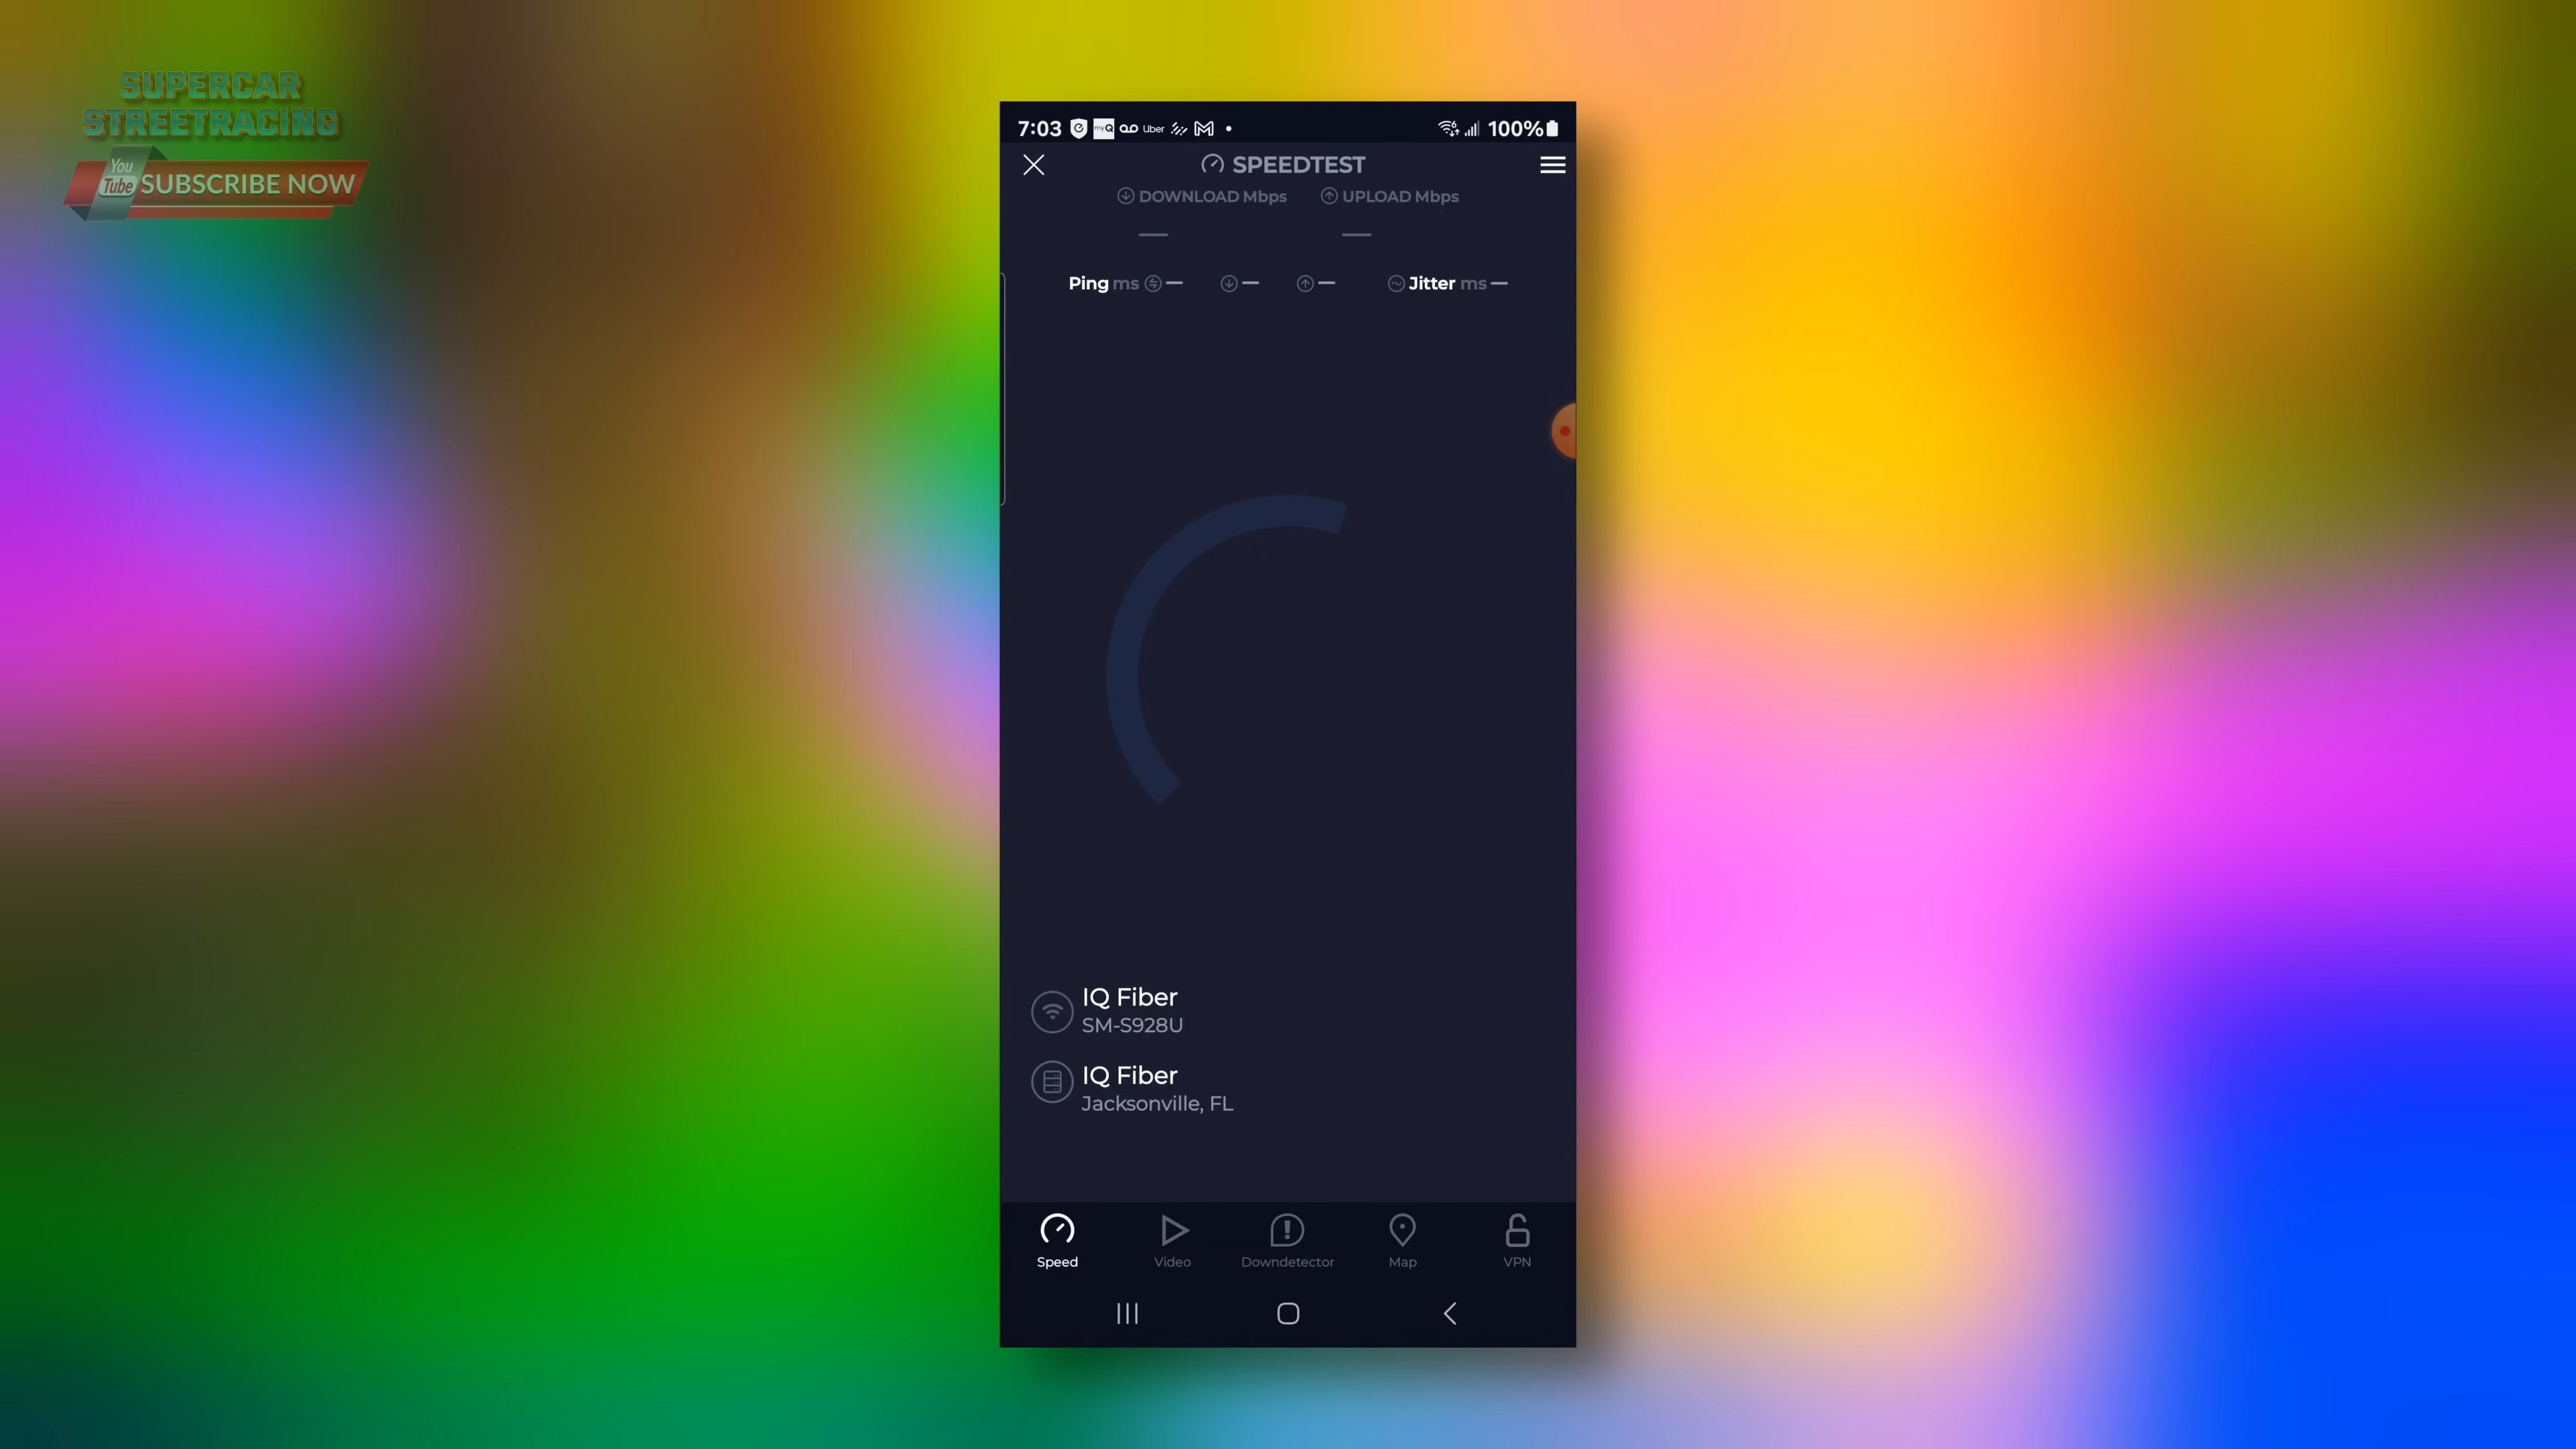 SUPERCAR
STREETRACING
You
Tube
SUBSCRIBE NOW
7:03 myQ Uber 100%
SPEEDTEST
DOWNLOAD Mbps UPLOAD Mbps
Ping ms Jitter ms
IQ Fiber
SM-S928U
IQ Fiber
Jacksonville, FL
Speed Video Downdetector Map VPN